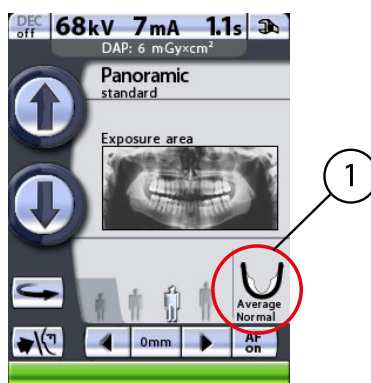 DEC
off
68kV 7mA 1.1s
DAP: 6 mGy×cm²
Panoramic
standard
Exposure area
1
Average
Normal
0mm
AF
on